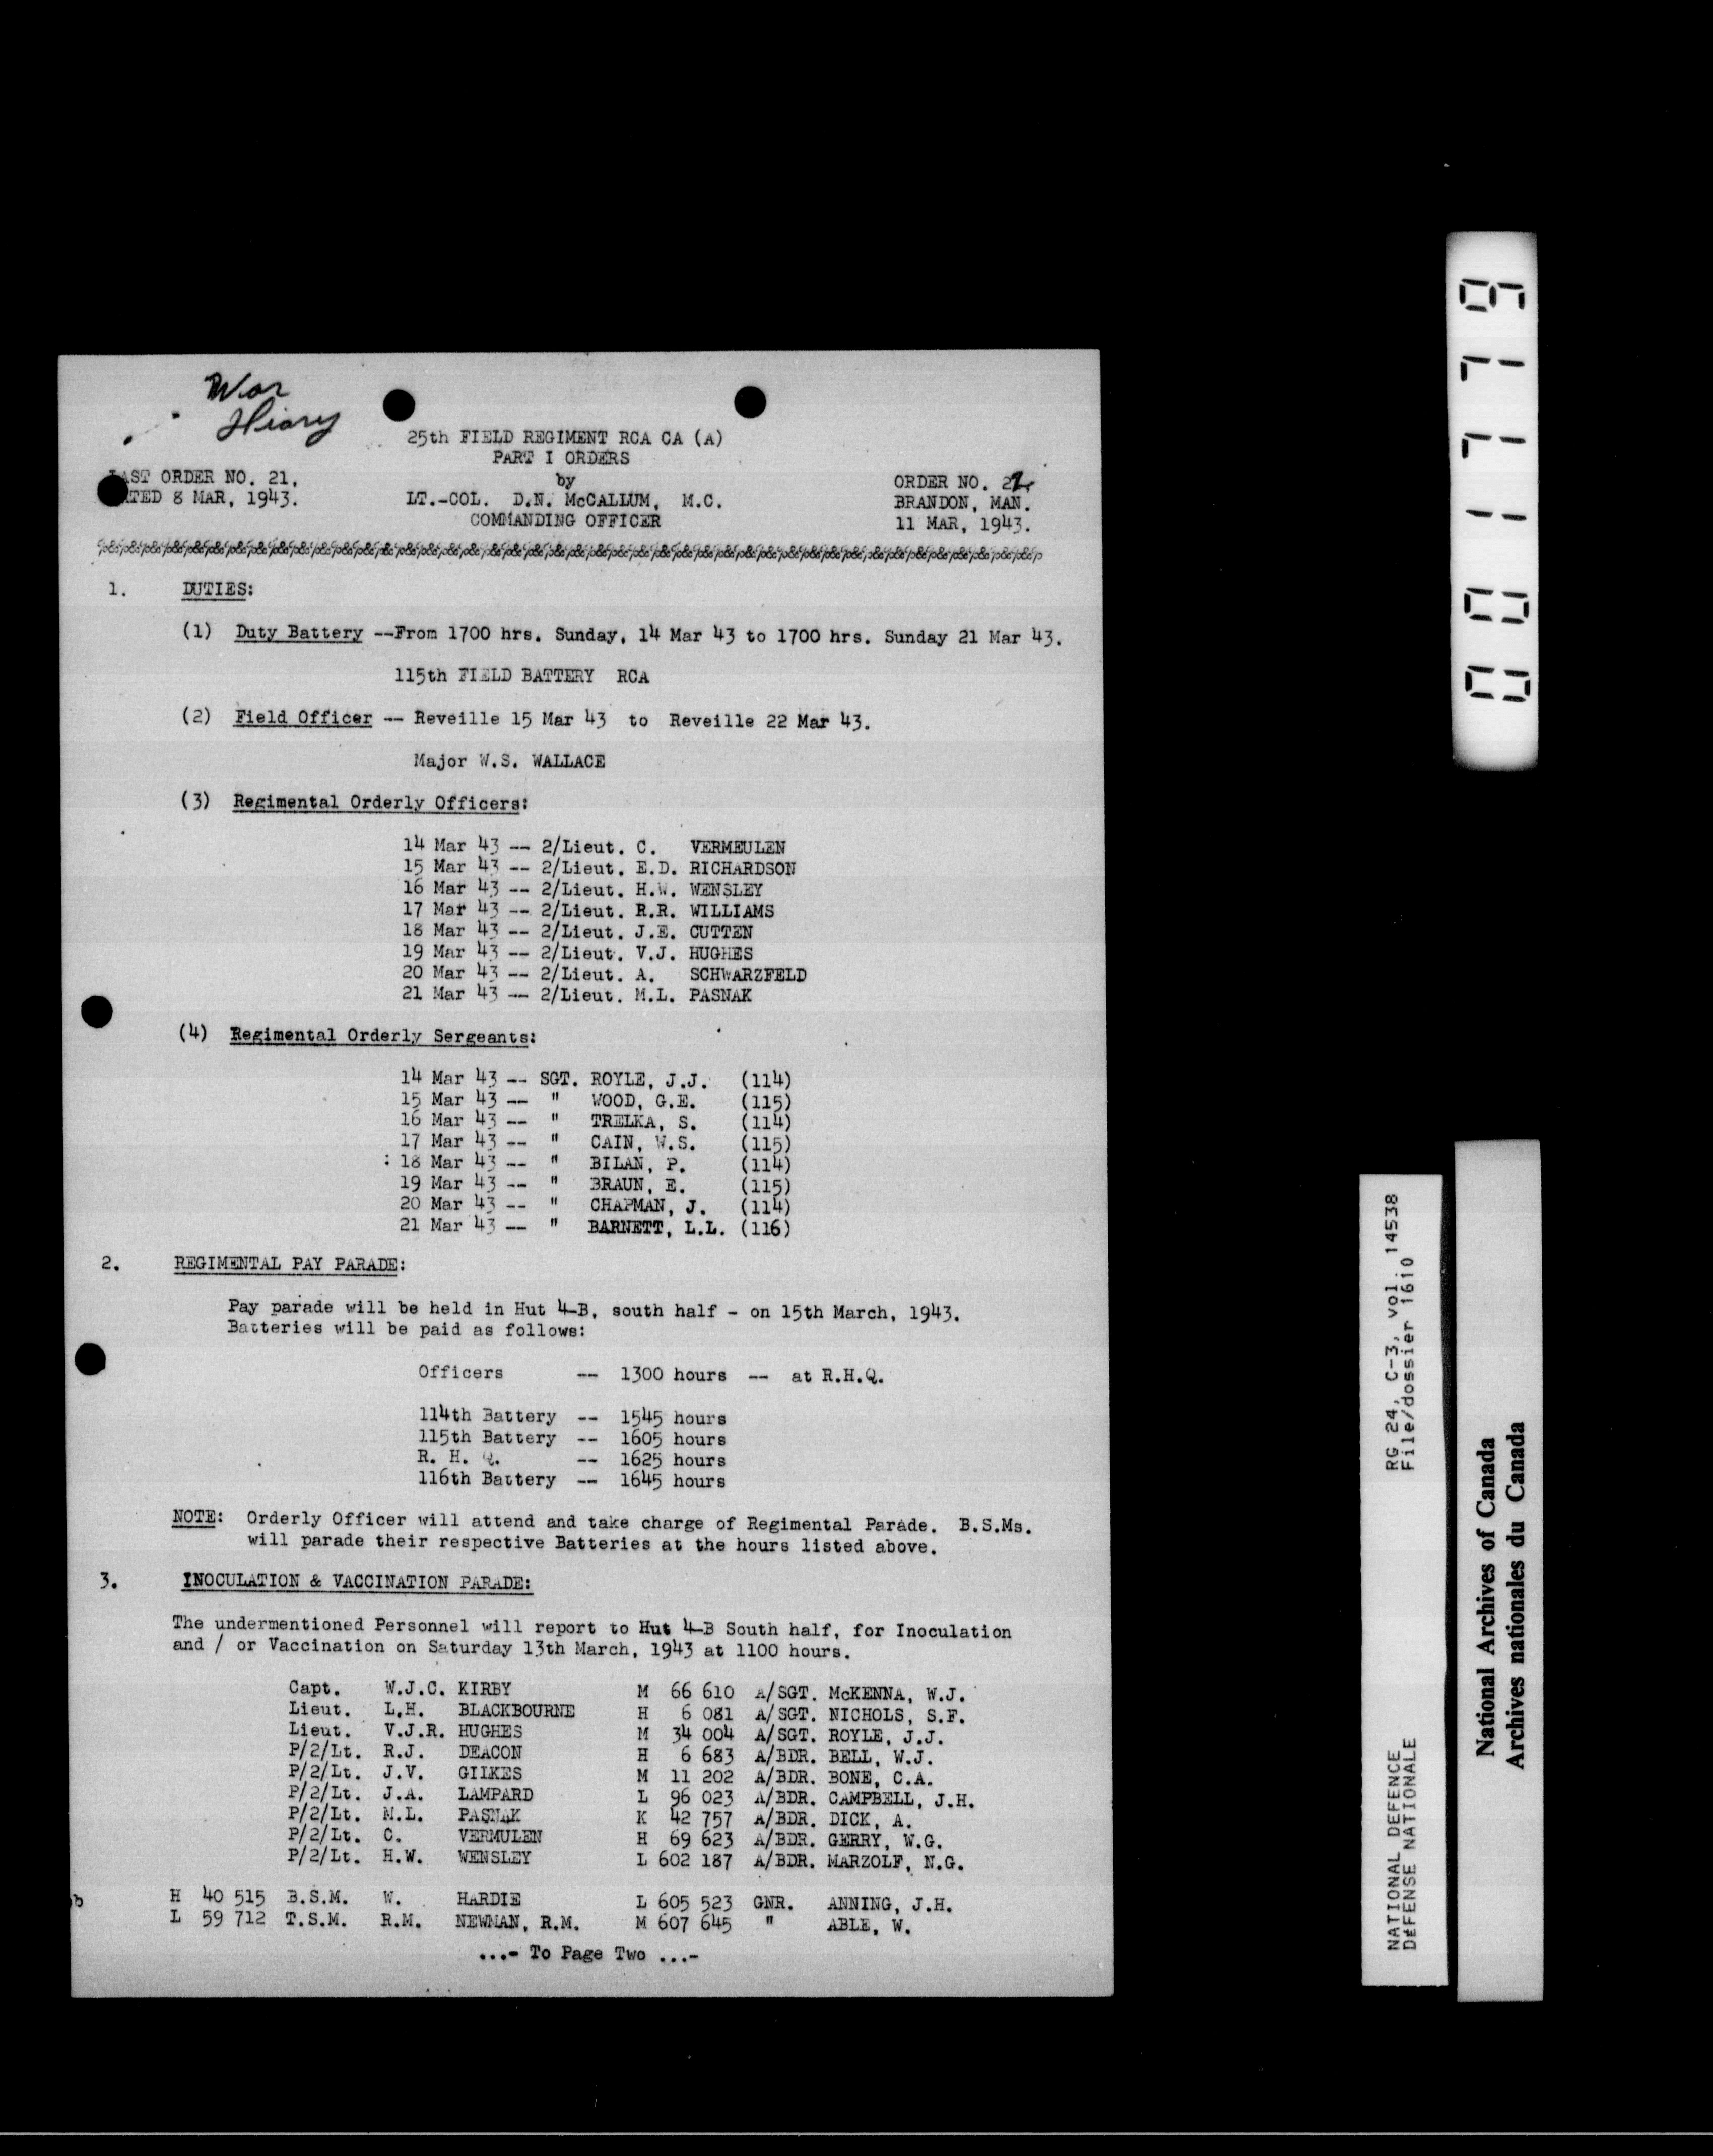 War
Diary
25th FIELD REGIMENT RCA CA (A)
PART I ORDERS
by
LT.-COL. D.N. McCALLUM, M.C.
COMMANDING OFFICER
LAST ORDER NO. 21,
DATED 8 MAR, 1943.
ORDER NO. 22,
BRANDON, MAN.
11 MAR, 1943.
1. DUTIES:
(1) Duty Battery --From 1700 hrs. Sunday, 14 Mar 43 to 1700 hrs. Sunday 21 Mar 43.
115th FIELD BATTERY RCA
(2) Field Officer -- Reveille 15 Mar 43 to Reveille 22 Mar 43.
Major W.S. WALLACE
(3) Regimental Orderly Officers:
14 Mar 43 -- 2/Lieut. C. VERMEULEN
15 Mar 43 -- 2/Lieut. E.D. RICHARDSON
16 Mar 43 -- 2/Lieut. H.W. WENSLEY
17 Mar 43 -- 2/Lieut. R.R. WILLIAMS
18 Mar 43 -- 2/Lieut. J.E. CUTTEN
19 Mar 43 -- 2/Lieut. V.J. HUGHES
20 Mar 43 -- 2/Lieut. A. SCHWARZFELD
21 Mar 43 -- 2/Lieut. M.L. PASNAK
(4) Regimental Orderly Sergeants:
14 Mar 43 -- SGT. ROYLE, J.J. (114)
15 Mar 43 -- " WOOD, G.E. (115)
16 Mar 43 -- " TRELKA, S. (114)
17 Mar 43 -- " CAIN, W.S. (115)
: 18 Mar 43 -- " BILAN, P. (114)
19 Mar 43 -- " BRAUN, E. (115)
20 Mar 43 -- " CHAPMAN, J. (114)
21 Mar 43 -- " BARNETT, L.L. (116)
2. REGIMENTAL PAY PARADE:
Pay parade will be held in Hut 4-B, south half - on 15th March, 1943.
Batteries will be paid as follows:
Officers -- 1300 hours -- at R.H.Q.
114th Battery -- 1545 hours
115th Battery -- 1605 hours
R. H. Q. -- 1625 hours
116th Battery -- 1645 hours
NOTE: Orderly Officer will attend and take charge of Regimental Parade. B.S.Ms.
will parade their respective Batteries at the hours listed above.
3. INOCULATION & VACCINATION PARADE:
The undermentioned Personnel will report to Hut 4-B South half, for Inoculation
and / or Vaccination on Saturday 13th March, 1943 at 1100 hours.
Capt. W.J.C. KIRBY M 66 610 A/SGT. McKENNA, W.J.
Lieut. L.H. BLACKBOURNE H 6 081 A/SGT. NICHOLS, S.F.
Lieut. V.J.R. HUGHES M 34 004 A/SGT. ROYLE, J.J.
P/2/Lt. R.J. DEACON H 6 683 A/BDR. BELL, W.J.
P/2/Lt. J.V. GILKES M 11 202 A/BDR. BONE, C.A.
P/2/Lt. J.A. LAMPARD L 96 023 A/BDR. CAMPBELL, J.H.
P/2/Lt. M.L. PASNAK K 42 757 A/BDR. DICK, A.
P/2/Lt. C. VERMULEN H 69 623 A/BDR. GERRY, W.G.
P/2/Lt. H.W. WENSLEY L 602 187 A/BDR. MARZOLF, N.G.
H 40 515 B.S.M. W. HARDIE L 605 523 GNR. ANNING, J.H.
L 59 712 T.S.M. R.M. NEWMAN, R.M. M 607 645 " ABLE, W.
...- To Page Two ...-
RG 24, C-3, vol. 14538
File/dossier 1610
NATIONAL DEFENCE
DÉFENSE NATIONALE
National Archives of Canada
Archives nationales du Canada